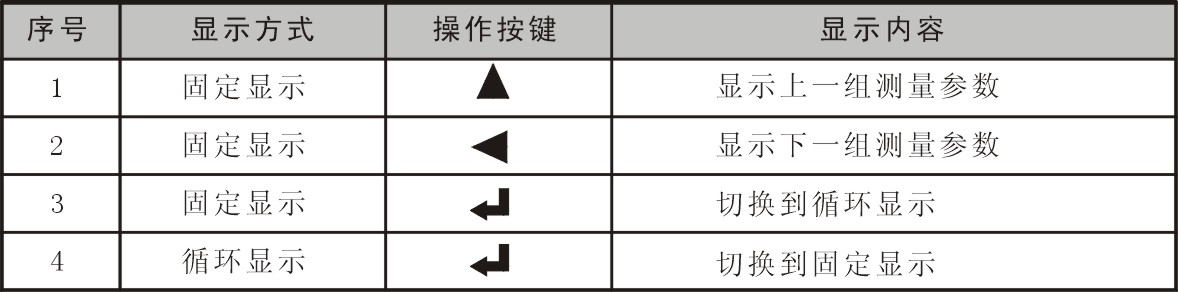 序号 显示方式 操作按键 显示内容
1 固定显示 ▲ 显示上一组测量参数
2 固定显示 ◀ 显示下一组测量参数
3 固定显示 ↵ 切换到循环显示
4 循环显示 ↵ 切换到固定显示